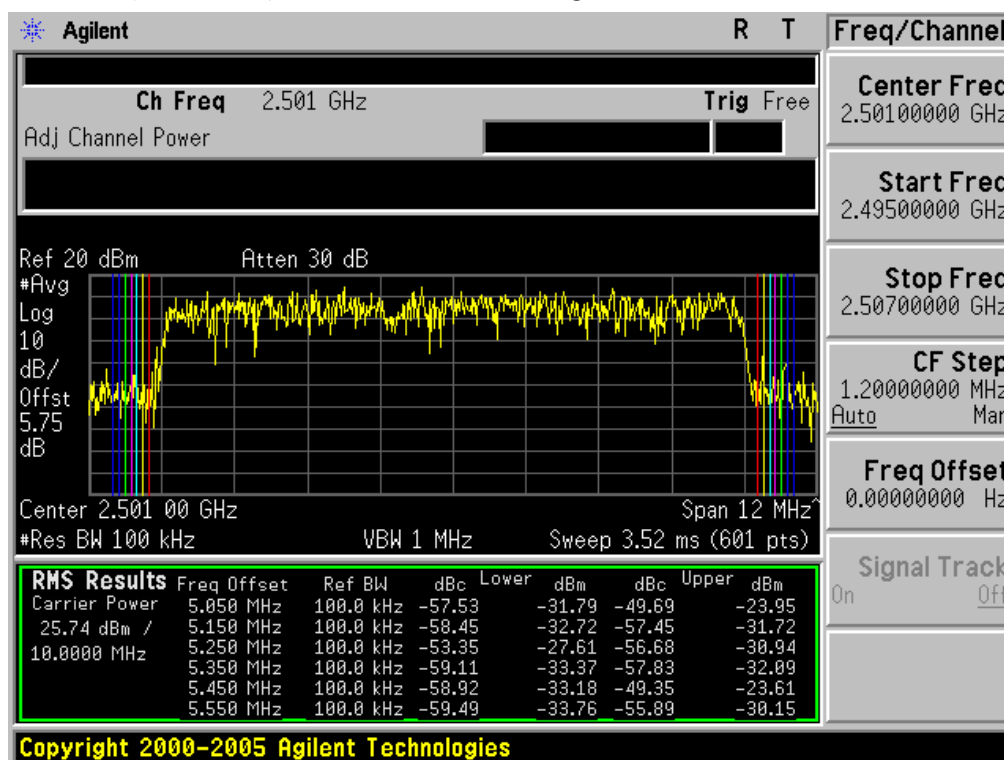 Agilent R T Freq/Channel
Ch Freq 2.501 GHz Trig Free
Adj Channel Power
Center Freq
2.50100000 GHz
Start Freq
2.49500000 GHz
Stop Freq
2.50700000 GHz
CF Step
1.20000000 MHz
Auto Man
Freq Offset
0.00000000 Hz
Signal Track
On Off
Ref 20 dBm Atten 30 dB
#Avg
Log
10
dB/
Offst
5.75
dB
Center 2.501 00 GHz Span 12 MHz^
#Res BW 100 kHz VBW 1 MHz Sweep 3.52 ms (601 pts)
RMS Results Freq Offset Ref BW dBc Lower dBm dBc Upper dBm
Carrier Power 5.050 MHz 100.0 kHz -57.53 -31.79 -49.69 -23.95
25.74 dBm / 5.150 MHz 100.0 kHz -58.45 -32.72 -57.45 -31.72
10.0000 MHz 5.250 MHz 100.0 kHz -53.35 -27.61 -56.68 -30.94
5.350 MHz 100.0 kHz -59.11 -33.37 -57.83 -32.09
5.450 MHz 100.0 kHz -58.92 -33.18 -49.35 -23.61
5.550 MHz 100.0 kHz -59.49 -33.76 -55.89 -30.15
Copyright 2000-2005 Agilent Technologies